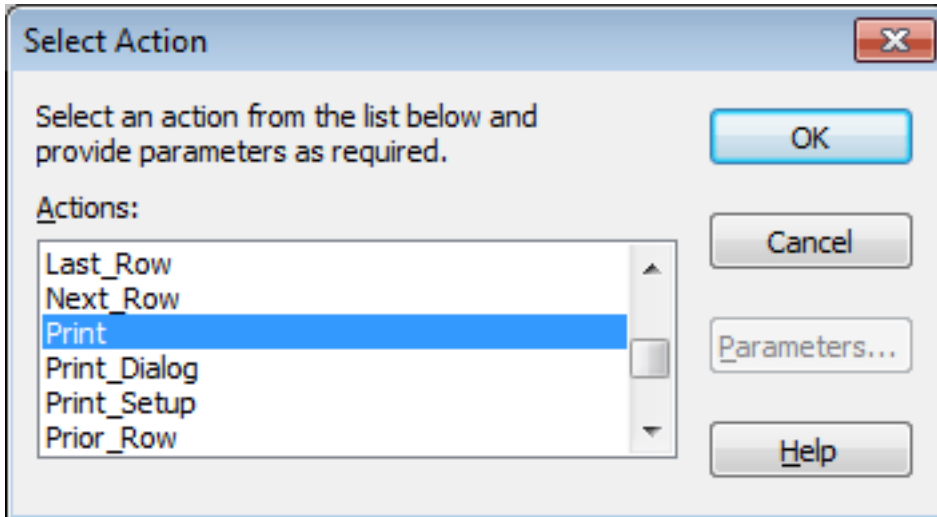 Select Action
Select an action from the list below and
provide parameters as required.
Actions:
Last_Row
Next_Row
Print
Print_Dialog
Print_Setup
Prior_Row
OK
Cancel
Parameters...
Help